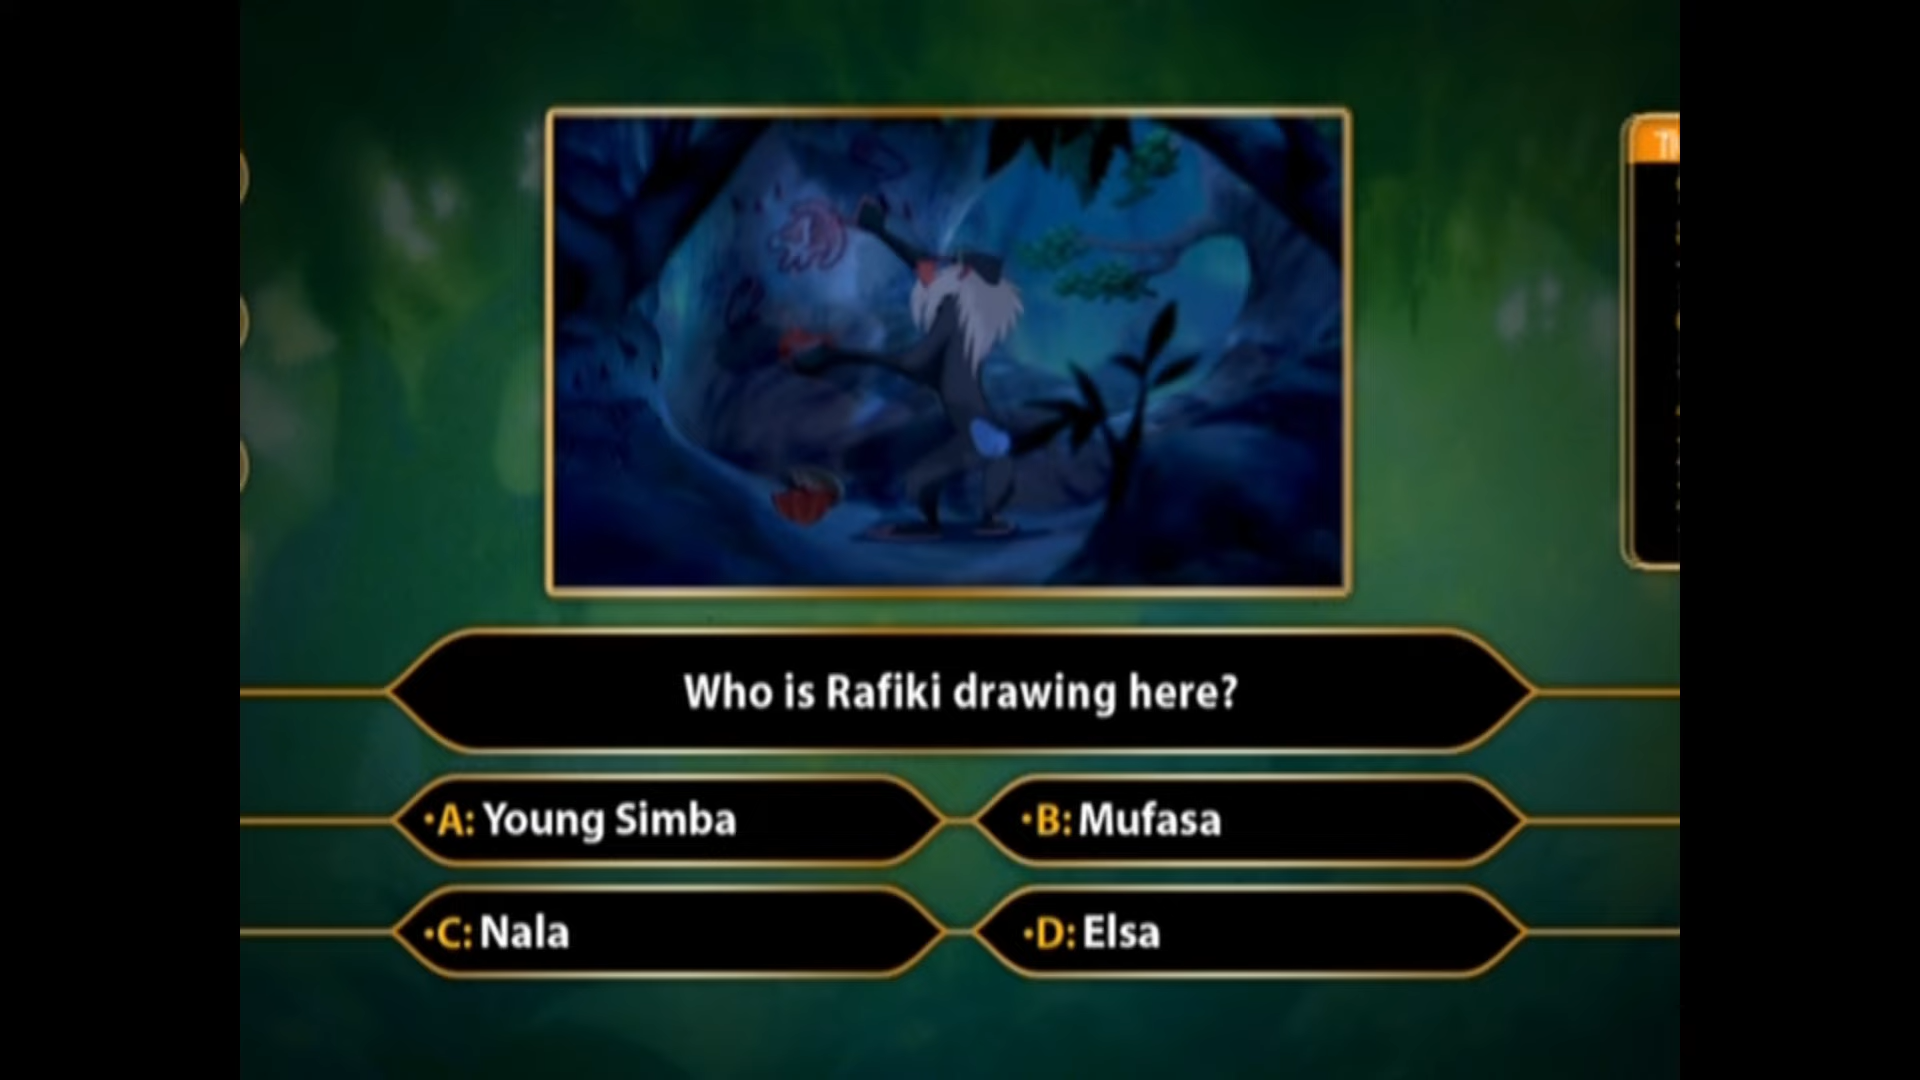 Who is Rafiki drawing here?
•A: Young Simba
•B: Mufasa
•C: Nala
•D: Elsa